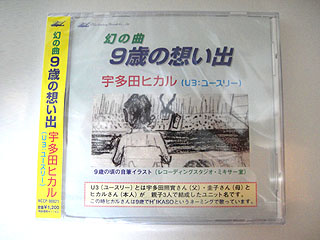 幻の曲
9歳の想い出
宇多田ヒカル
(U3:ユースリー)
幻の曲
9歳の想い出
宇多田ヒカル(U3:ユースリー)
9歳の頃の自筆イラスト(レコーディングスタジオ・ミキサー室)
U3(ユースリー)とは宇多田照實さん(父)・圭子さん(母)と
ヒカルさん(本人)が 親子3人で結成したユニット名です。
この時ヒカルさんは9歳で"H"IKASOというネーミングで歌っています。
¥1,200